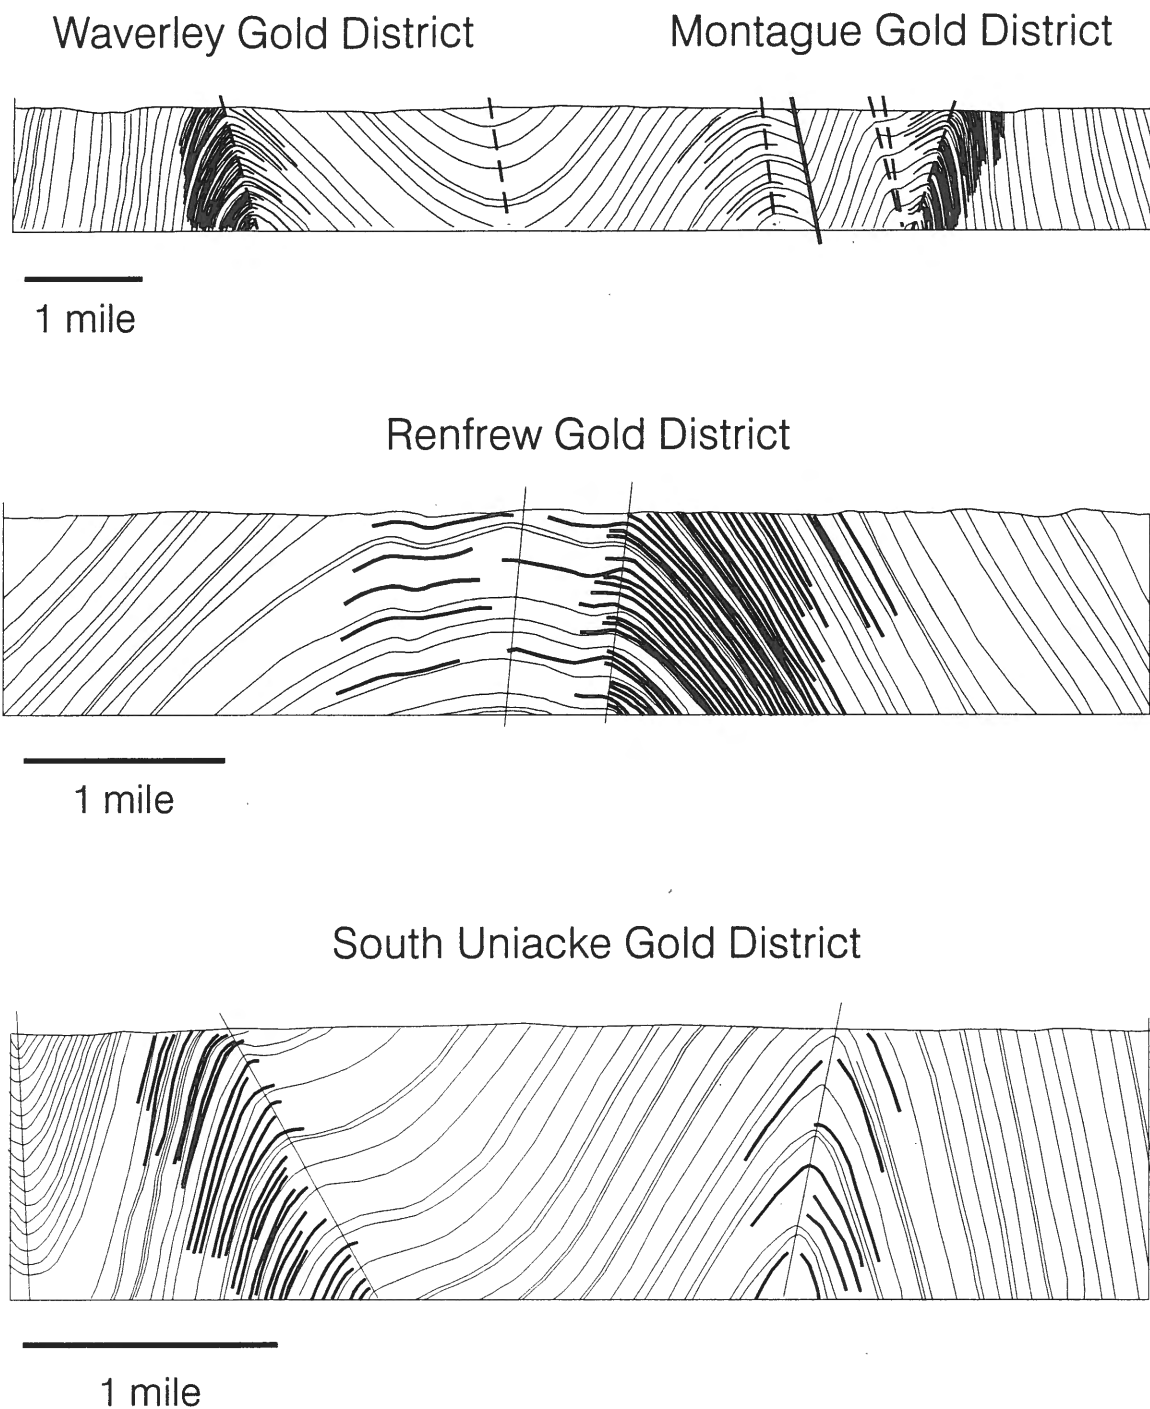 Waverley Gold District
Montague Gold District
1 mile
Renfrew Gold District
1 mile
South Uniacke Gold District
1 mile